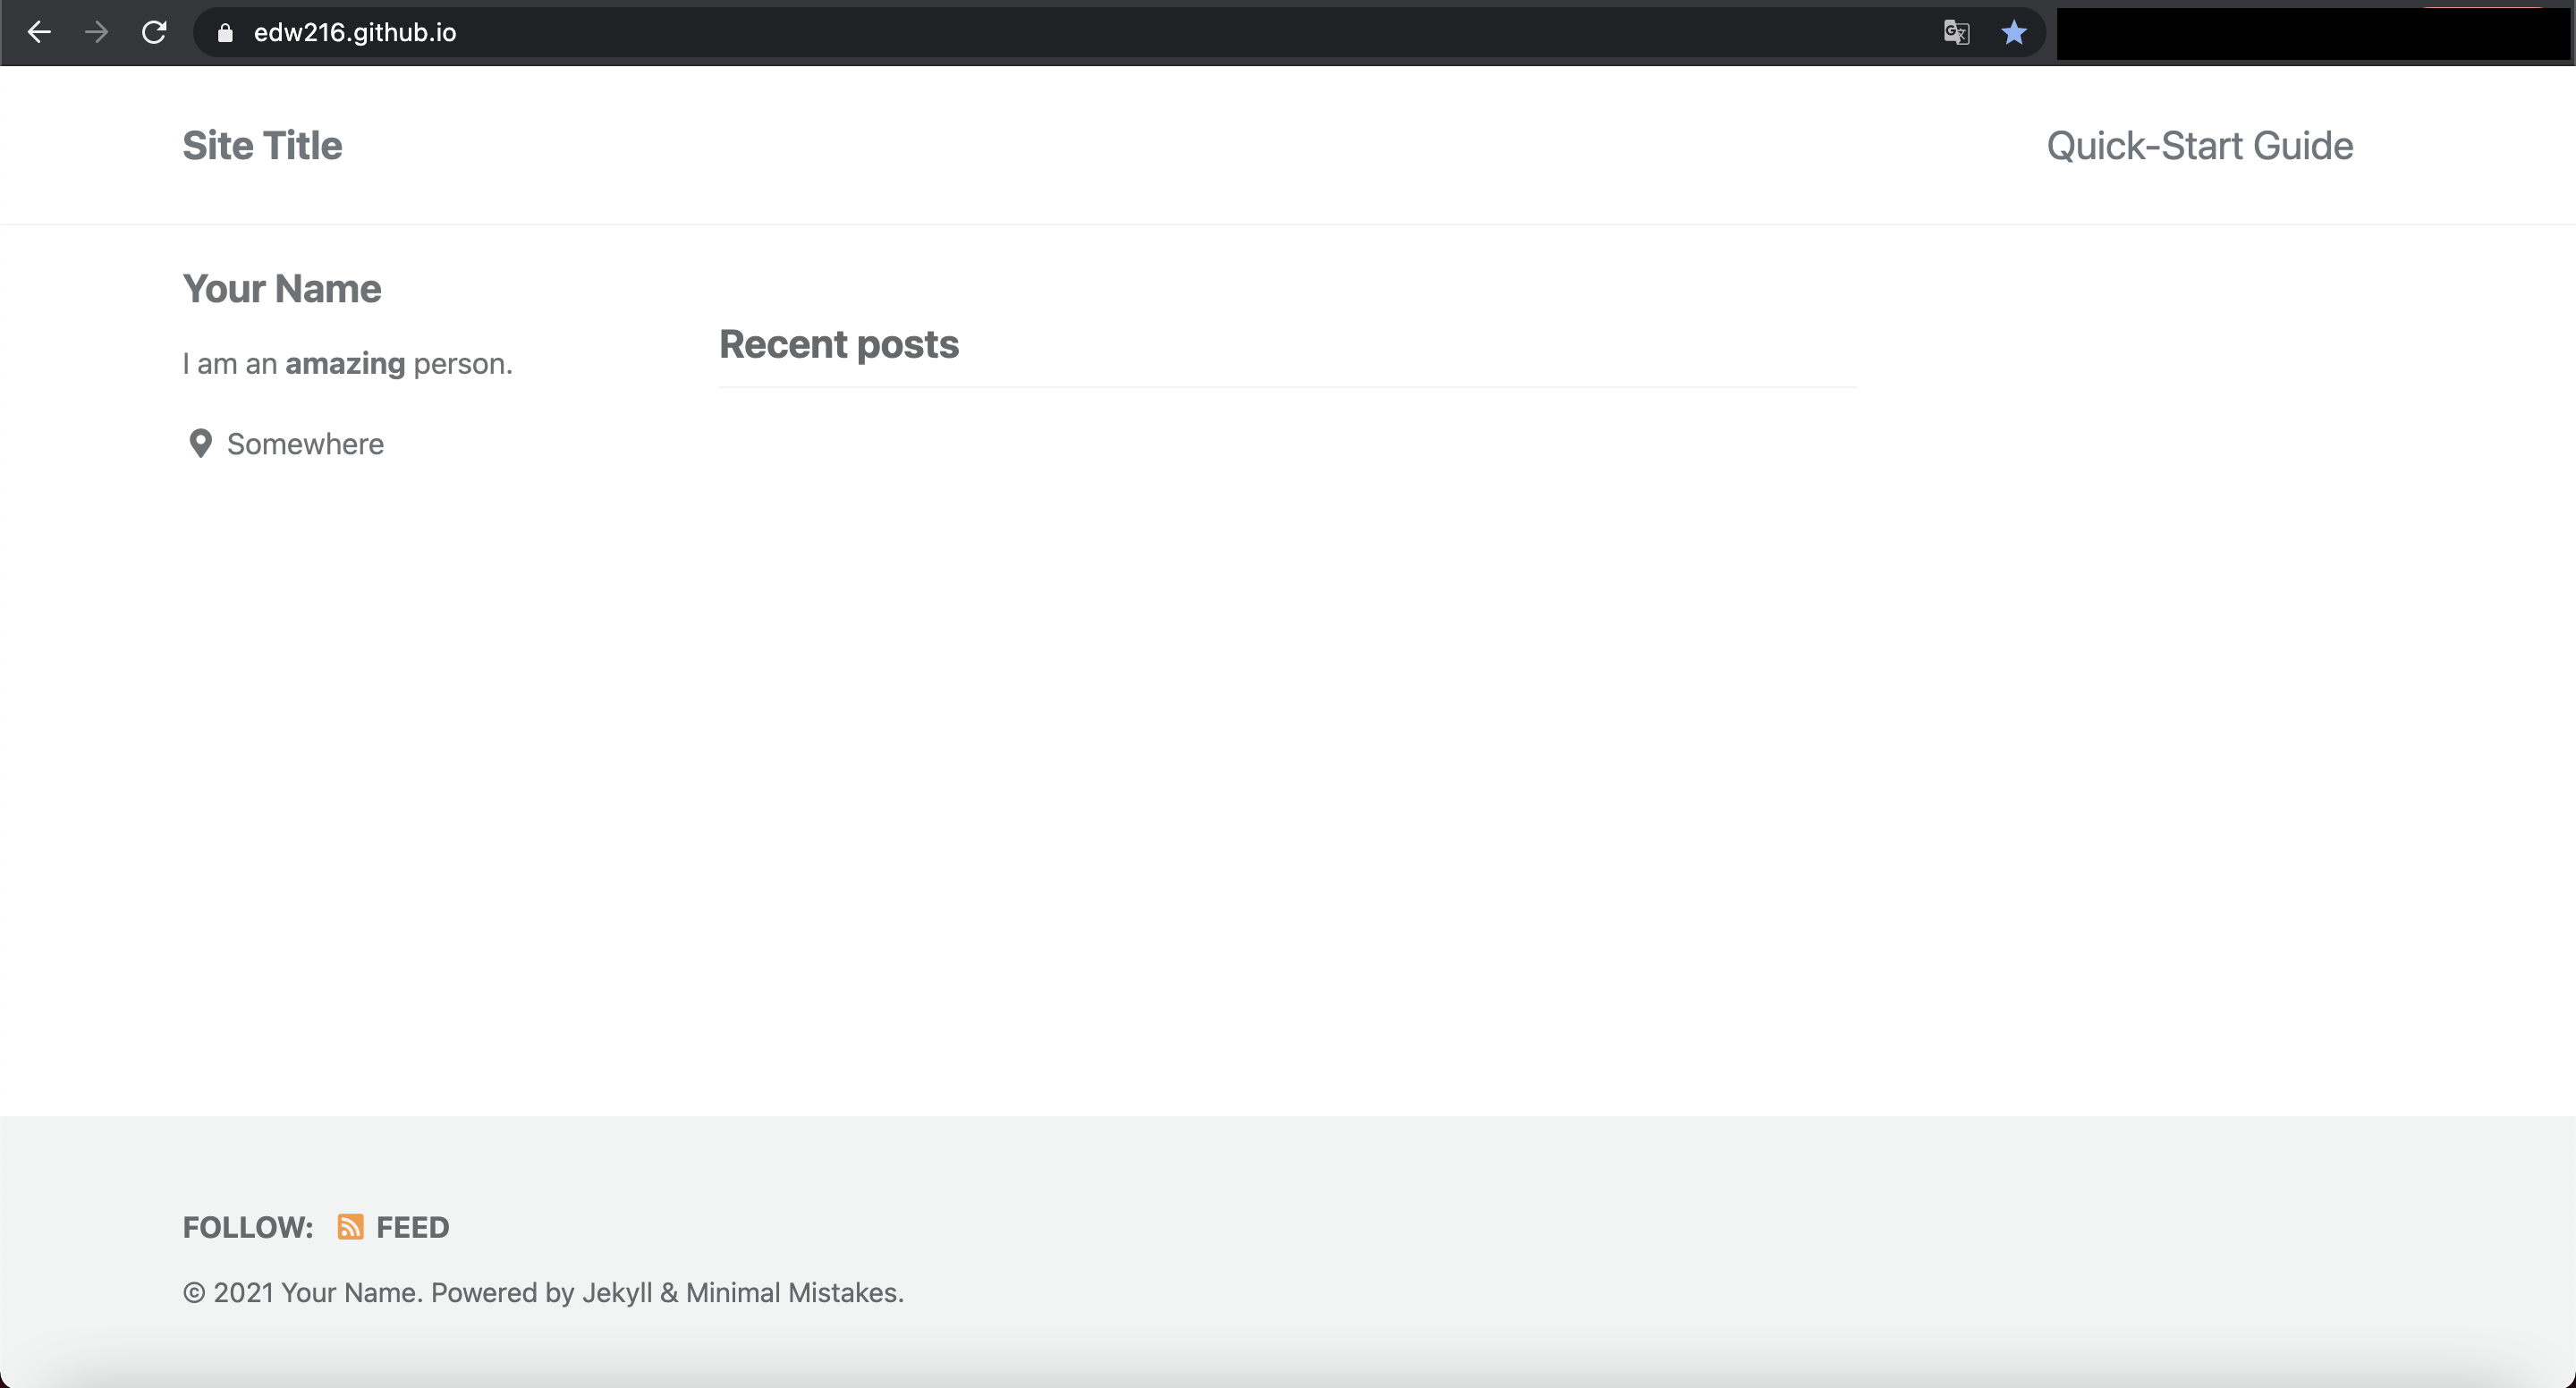 edw216.github.io
Site Title
Quick-Start Guide
Your Name
I am an amazing person.
Somewhere
Recent posts
FOLLOW: FEED
© 2021 Your Name. Powered by Jekyll & Minimal Mistakes.